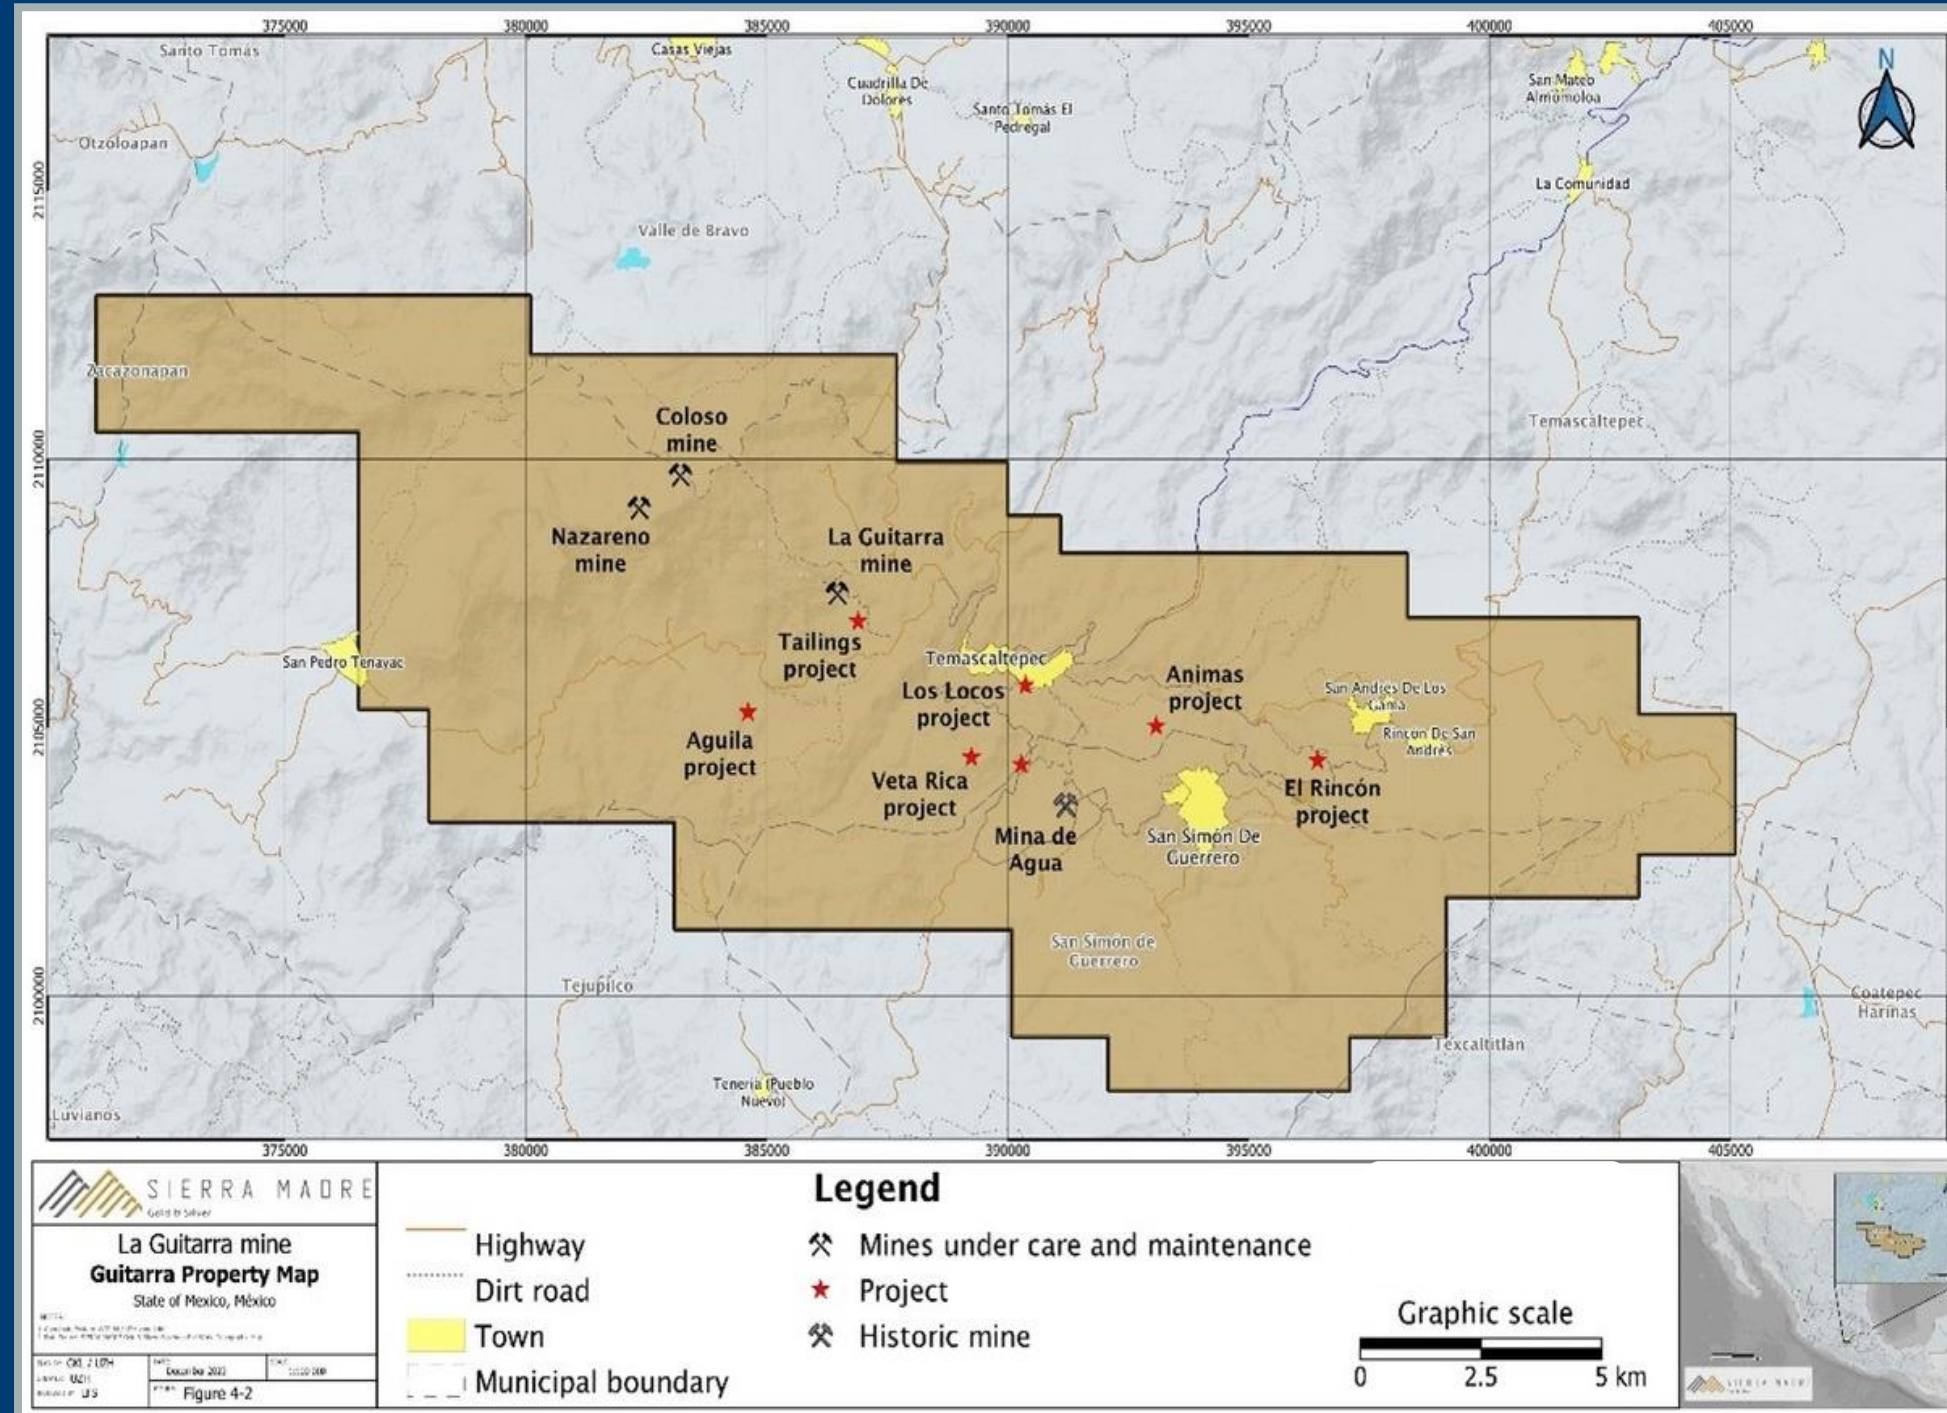 375000
380000
385000
390000
395000
400000
405000
Santo Tomás
Casas Viejas
Cuadrilla De
Dolores
Santo Tomás El
Pedregal
San Mateo
Almomoloa
N
Otzoloapan
2115000
La Comunidad
Valle de Bravo
Zacazonapan
Coloso
mine
Temascaltepec
2110000
Nazareno
mine
La Guitarra
mine
San Pedro Tenayac
Tailings
project
Temascaltepec
Los Locos
project
Animas
project
San Andrés De Los
Gama
Rincón De San
Andrés
2105000
Aguila
project
Veta Rica
project
El Rincón
project
Mina de
Agua
San Simón De
Guerrero
San Simón de
Guerrero
Tejupilco
2100000
Coatepec
Harinas
Texcaltitlán
Tenería (Pueblo
Nuevo)
Luvianos
375000
380000
385000
390000
395000
400000
405000
SIERRA MADRE
Gold & Silver
La Guitarra mine
Guitarra Property Map
State of Mexico, México
December 2023
Figure 4-2
Legend
Highway
Dirt road
Town
Municipal boundary
Mines under care and maintenance
Project
Historic mine
Graphic scale
0 2.5 5 km
SIERRA MADRE